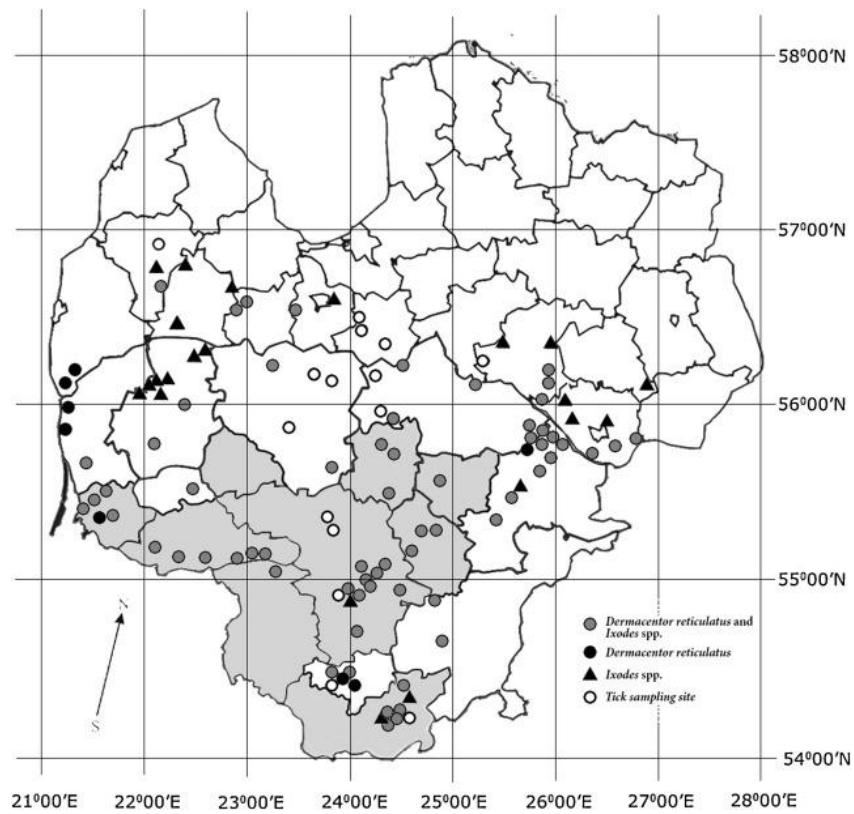 58⁰00′N
57⁰00′N
56⁰00′N
55⁰00′N
54⁰00′N
N
S
Dermacentor reticulatus and
Ixodes spp.
Dermacentor reticulatus
Ixodes spp.
Tick sampling site
21⁰00′E 22⁰00′E 23⁰00′E 24⁰00′E 25⁰00′E 26⁰00′E 27⁰00′E 28⁰00′E